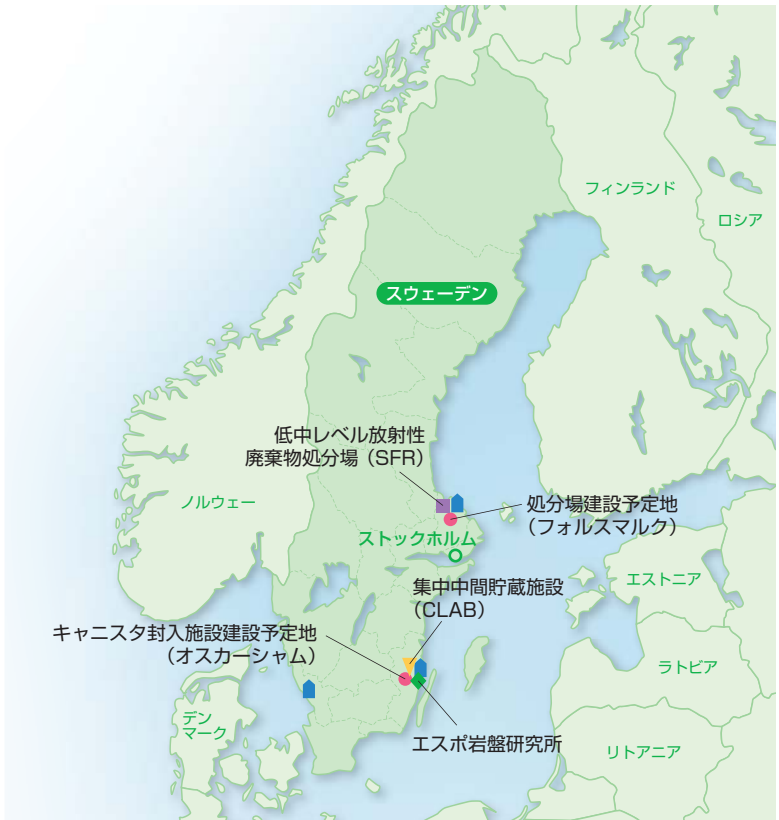 フィンランド
ロシア
スウェーデン
低中レベル放射性
廃棄物処分場（SFR）
ノルウェー
処分場建設予定地
（フォルスマルク）
ストックホルム
エストニア
集中中間貯蔵施設
（CLAB）
キャニスタ封入施設建設予定地
（オスカーシャム）
ラトビア
デン
マーク
エスポ岩盤研究所
リトアニア